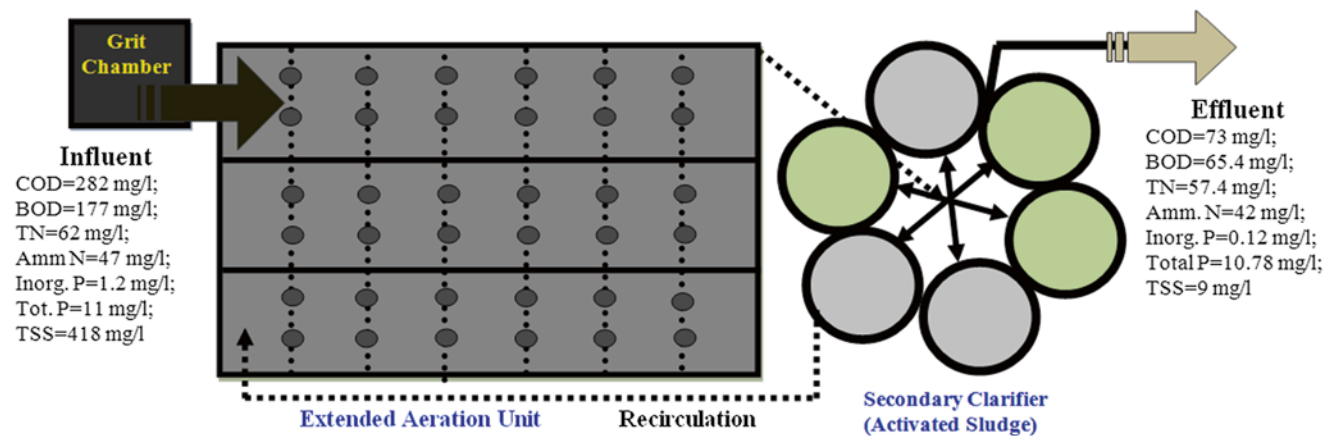 Grit
Chamber
Influent
COD=282 mg/l;
BOD=177 mg/l;
TN=62 mg/l;
Amm N=47 mg/l;
Inorg. P=1.2 mg/l;
Tot. P=11 mg/l;
TSS=418 mg/l
Extended Aeration Unit
Recirculation
Secondary Clarifier
(Activated Sludge)
Effluent
COD=73 mg/l;
BOD=65.4 mg/l;
TN=57.4 mg/l;
Amm. N=42 mg/l;
Inorg. P=0.12 mg/l;
Total P=10.78 mg/l;
TSS=9 mg/l